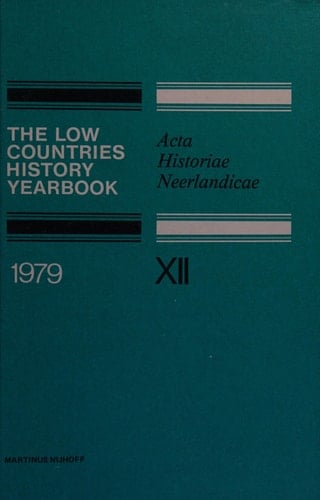 THE LOW
COUNTRIES
HISTORY
YEARBOOK
Acta
Historiae
Neerlandicae
1979
XII
MARTINUS NIJHOFF